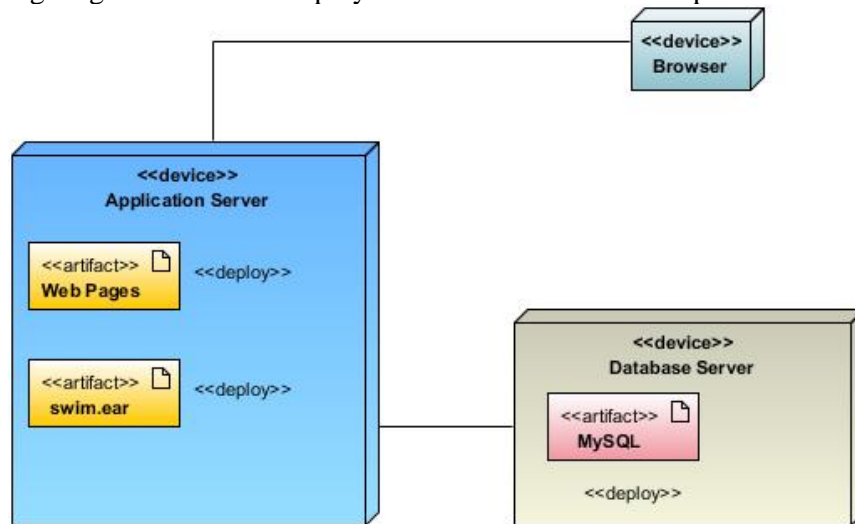 <<device>>
Browser
<<device>>
Application Server
<<artifact>>
Web Pages
<<deploy>>
<<artifact>>
swim.ear
<<deploy>>
<<device>>
Database Server
<<artifact>>
MySQL
<<deploy>>